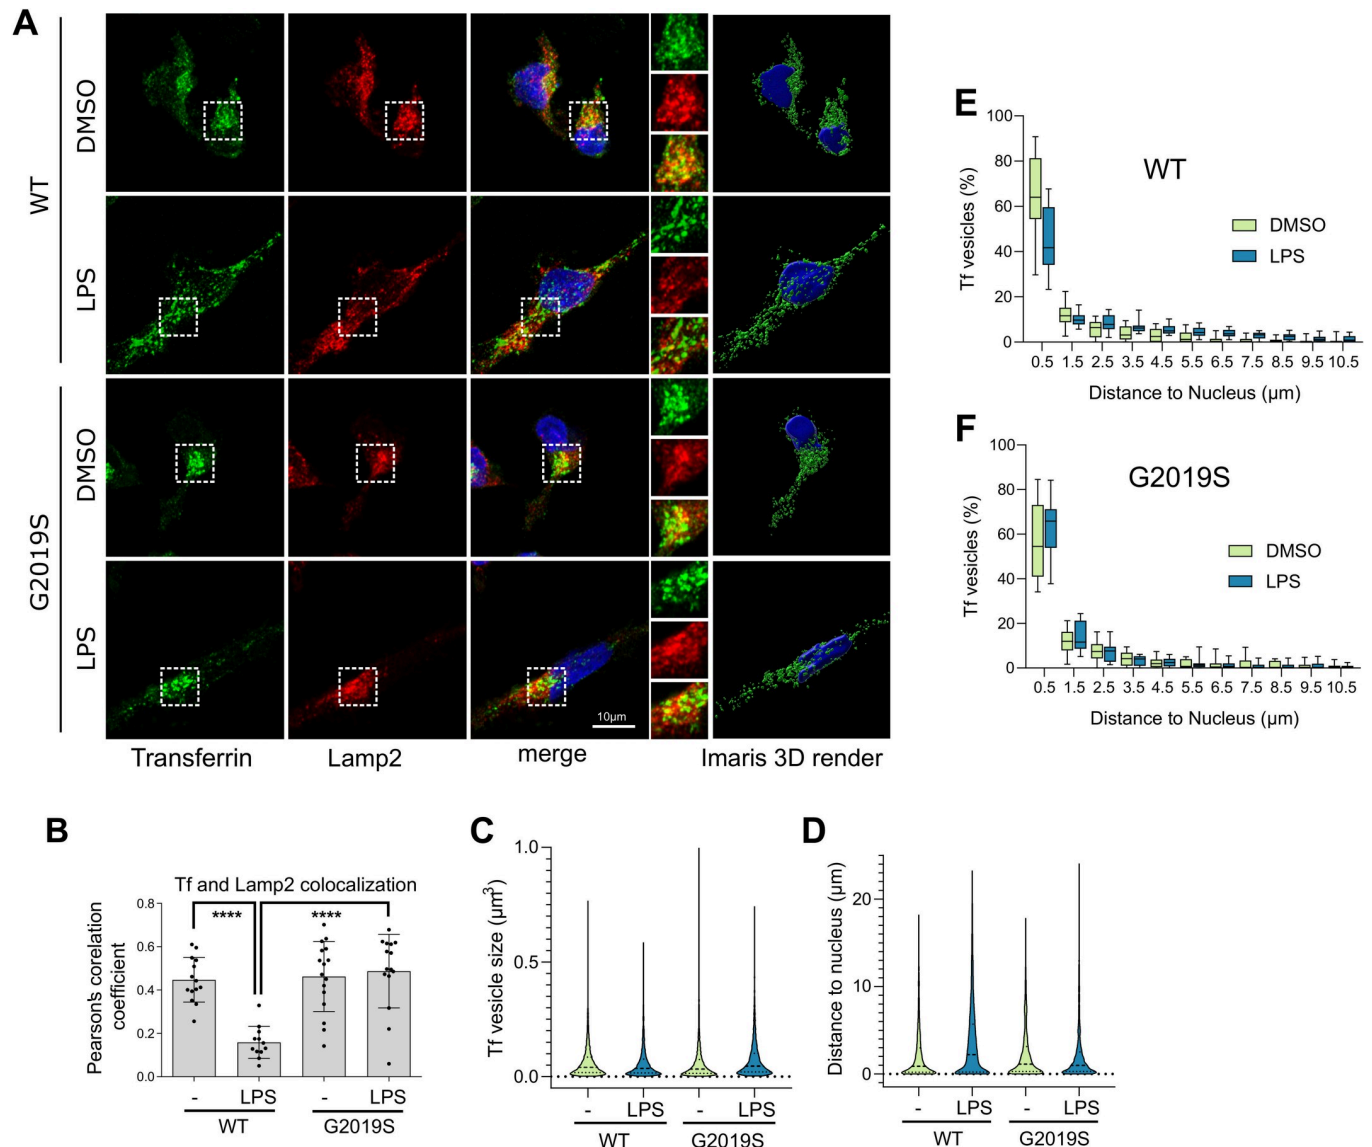 A
WT
DMSO
LPS
G2019S
DMSO
LPS
10µm
Transferrin
Lamp2
merge
Imaris 3D render
E
WT
Tf vesicles (%)
100
80
60
40
20
0
DMSO
LPS
0.5 1.5 2.5 3.5 4.5 5.5 6.5 7.5 8.5 9.5 10.5
Distance to Nucleus (µm)
F
G2019S
Tf vesicles (%)
100
80
60
40
20
0
DMSO
LPS
0.5 1.5 2.5 3.5 4.5 5.5 6.5 7.5 8.5 9.5 10.5
Distance to Nucleus (µm)
B
Tf and Lamp2 colocalization
Pearson's corelation
coefficient
0.8
0.6
0.4
0.2
0.0
**** ****
- LPS - LPS
WT G2019S
C
Tf vesicle size (µm³)
1.0
0.5
0.0
- LPS - LPS
WT G2019S
D
Distance to nucleus (µm)
20
10
0
- LPS - LPS
WT G2019S